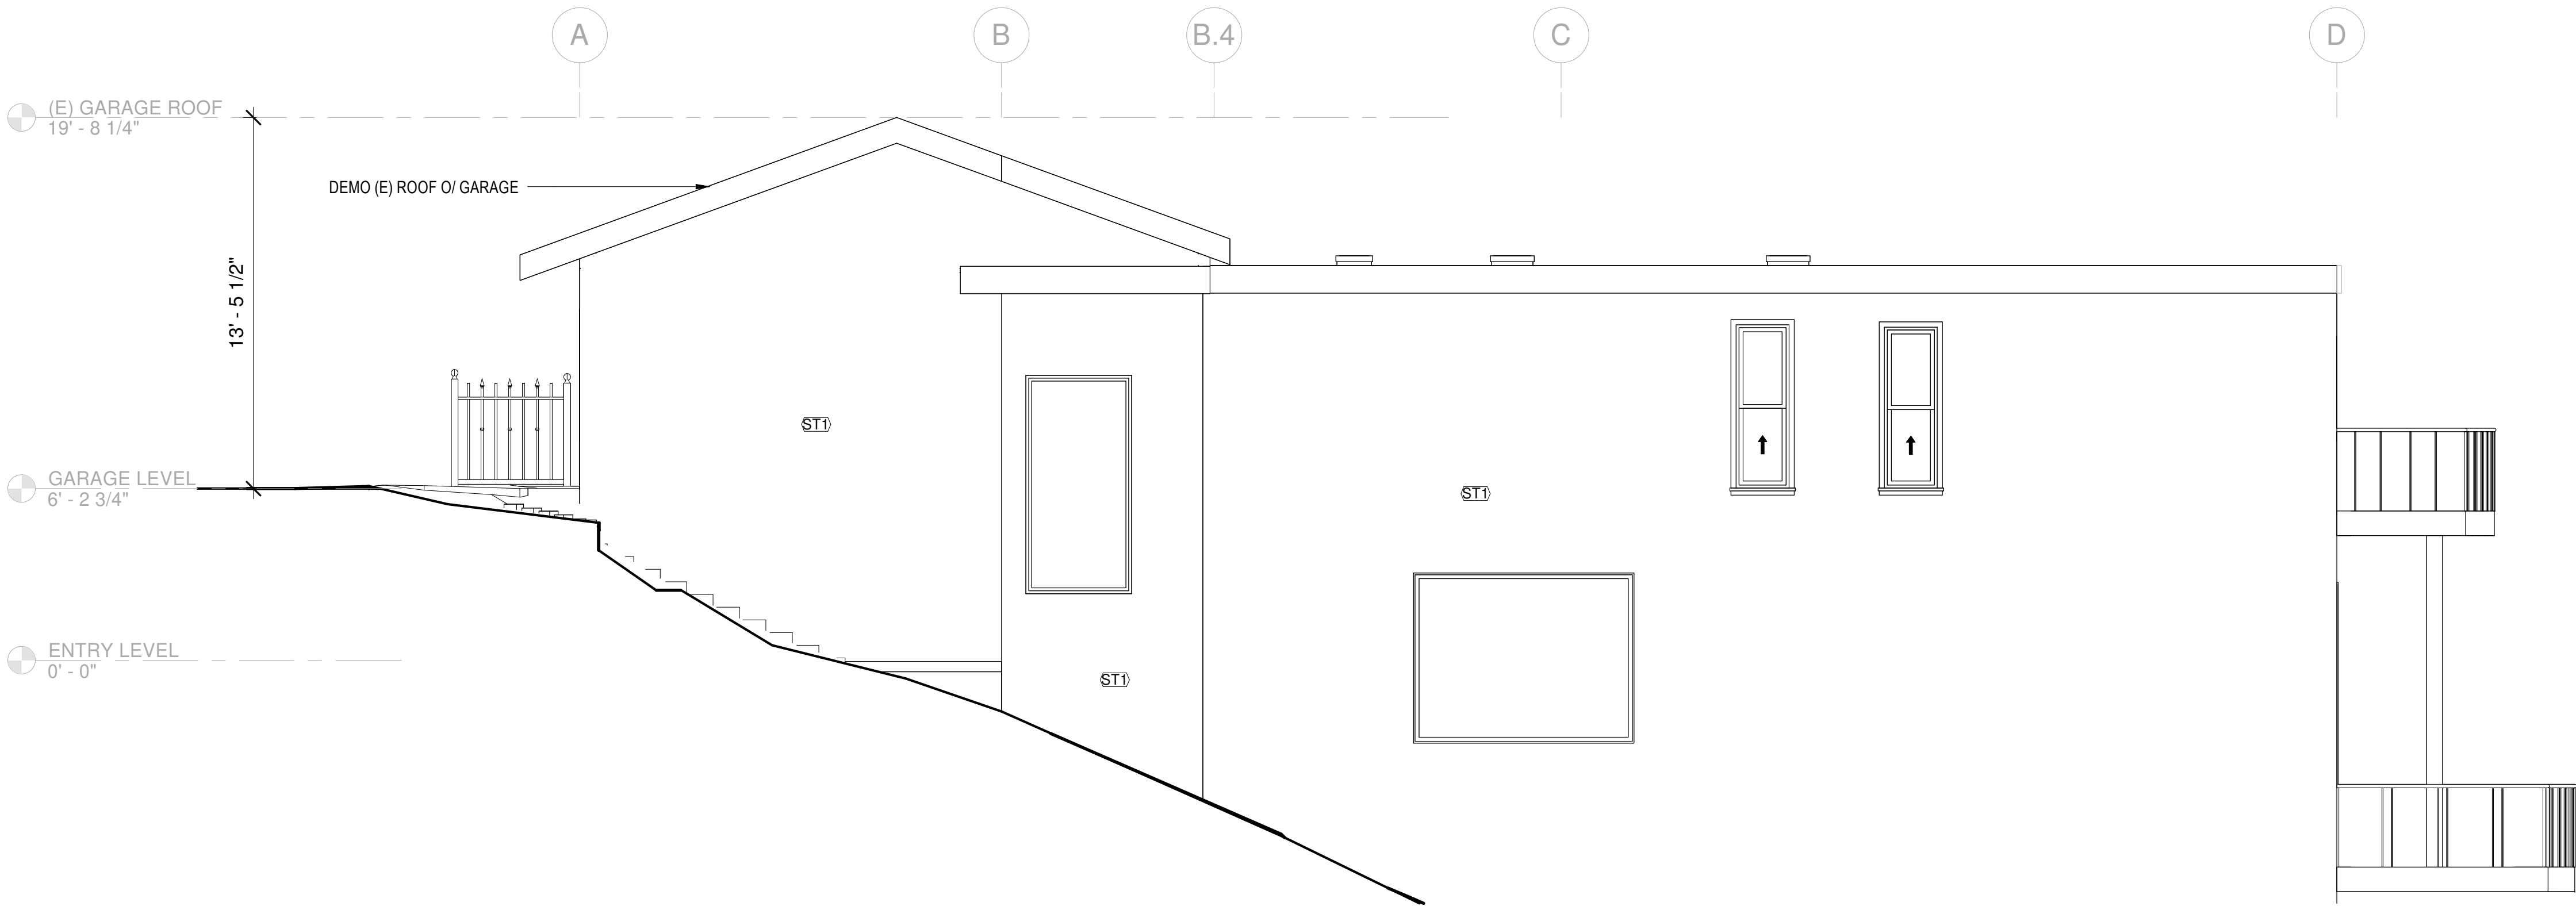 A
B
B.4
C
D
(E) GARAGE ROOF
19' - 8 1/4"
DEMO (E) ROOF O/ GARAGE
13' - 5 1/2"
ST1
GARAGE LEVEL
6' - 2 3/4"
ST1
ENTRY LEVEL
0' - 0"
ST1